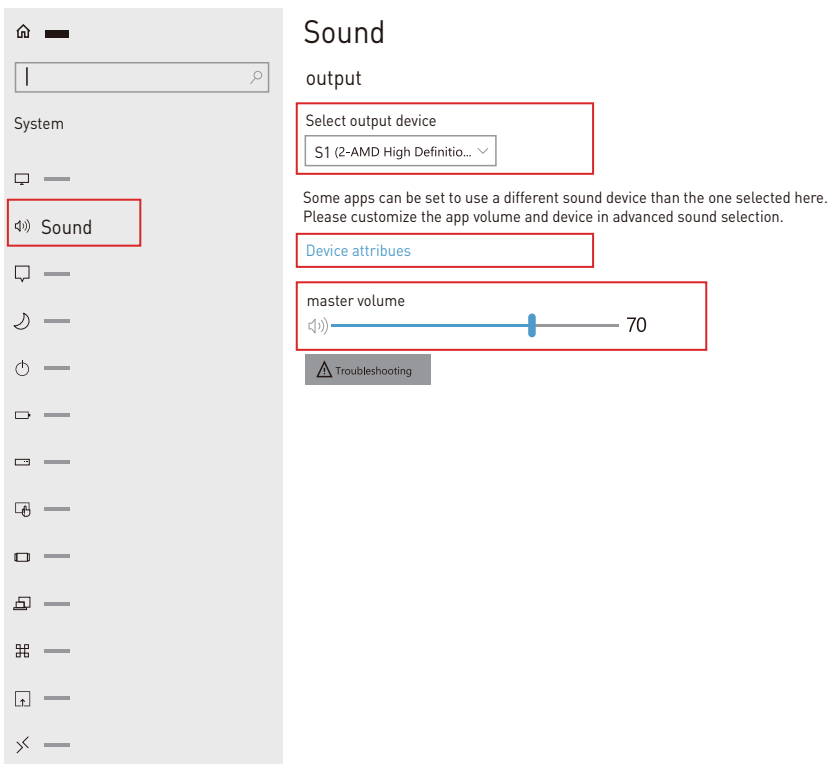 System
Sound
Sound
output
Select output device
S1 (2-AMD High Definitio...
Some apps can be set to use a different sound device than the one selected here.
Please customize the app volume and device in advanced sound selection.
Device attribues
master volume
70
Troubleshooting